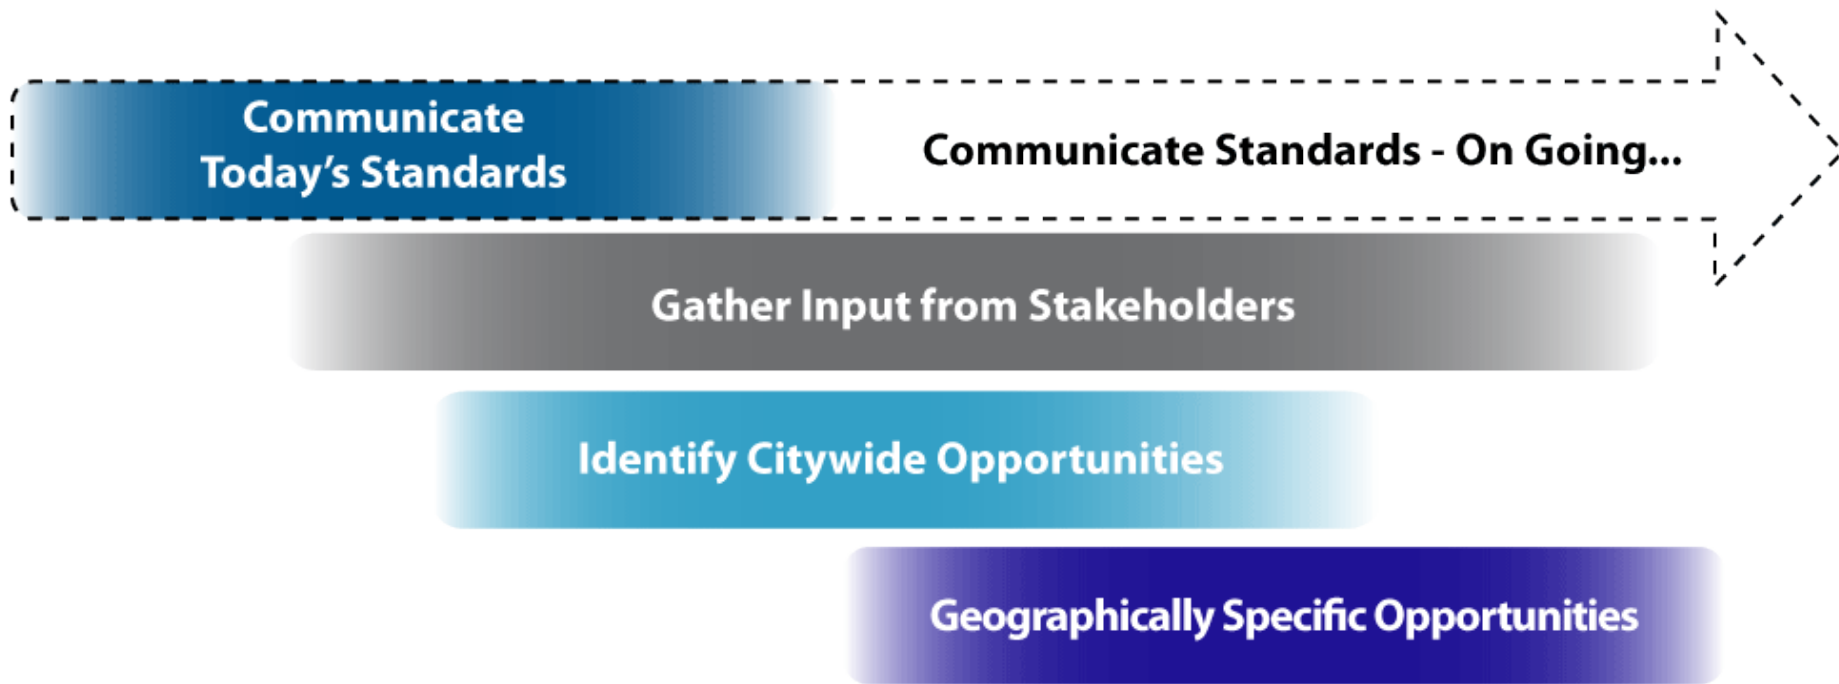 Communicate
Today’s Standards
Communicate Standards - On Going...
Gather Input from Stakeholders
Identify Citywide Opportunities
Geographically Specific Opportunities